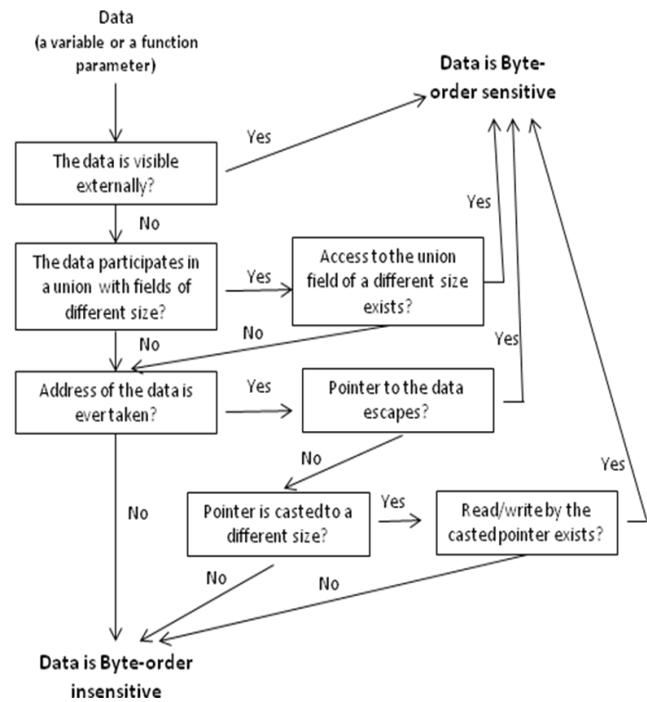 Data
(a variable or a function
parameter)
Data is Byte-
order sensitive
Yes
The data is visible
externally?
No
Yes
The data participates in
a union with fields of
different size?
Yes
Access to the union
field of a different size
exists?
No
No
Yes
Address of the data is
ever taken?
Yes
Pointer to the data
escapes?
No
No
Yes
Pointer is casted to a
different size?
Yes
Read/write by the
casted pointer exists?
No
No
Data is Byte-order
insensitive